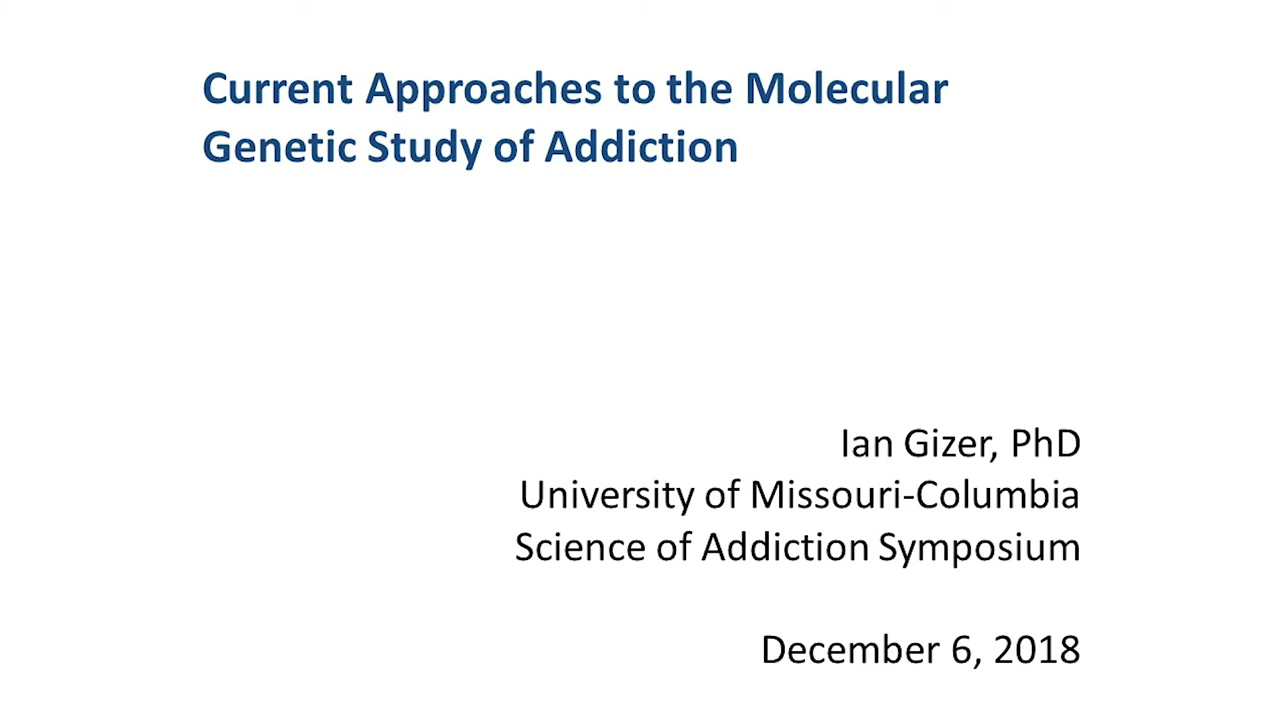 Current Approaches to the Molecular
Genetic Study of Addiction
Ian Gizer, PhD
University of Missouri-Columbia
Science of Addiction Symposium
December 6, 2018